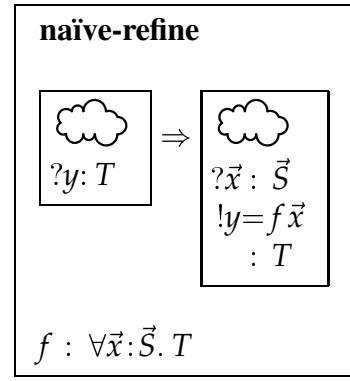 naïve-refine
?y: T
⇒
?x⃗ : S⃗
!y=f x⃗
: T
f : ∀x⃗:S⃗. T